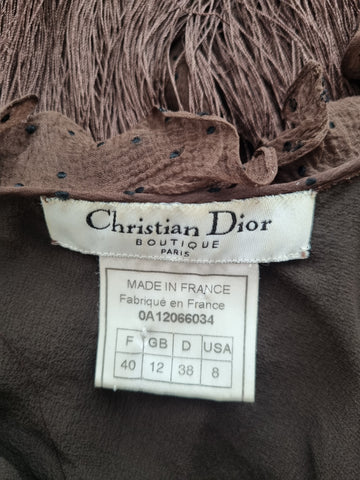 Christian Dior
BOUTIQUE
PARIS
MADE IN FRANCE
Fabriqué en France
0A12066034
F GB D USA
40 12 38 8